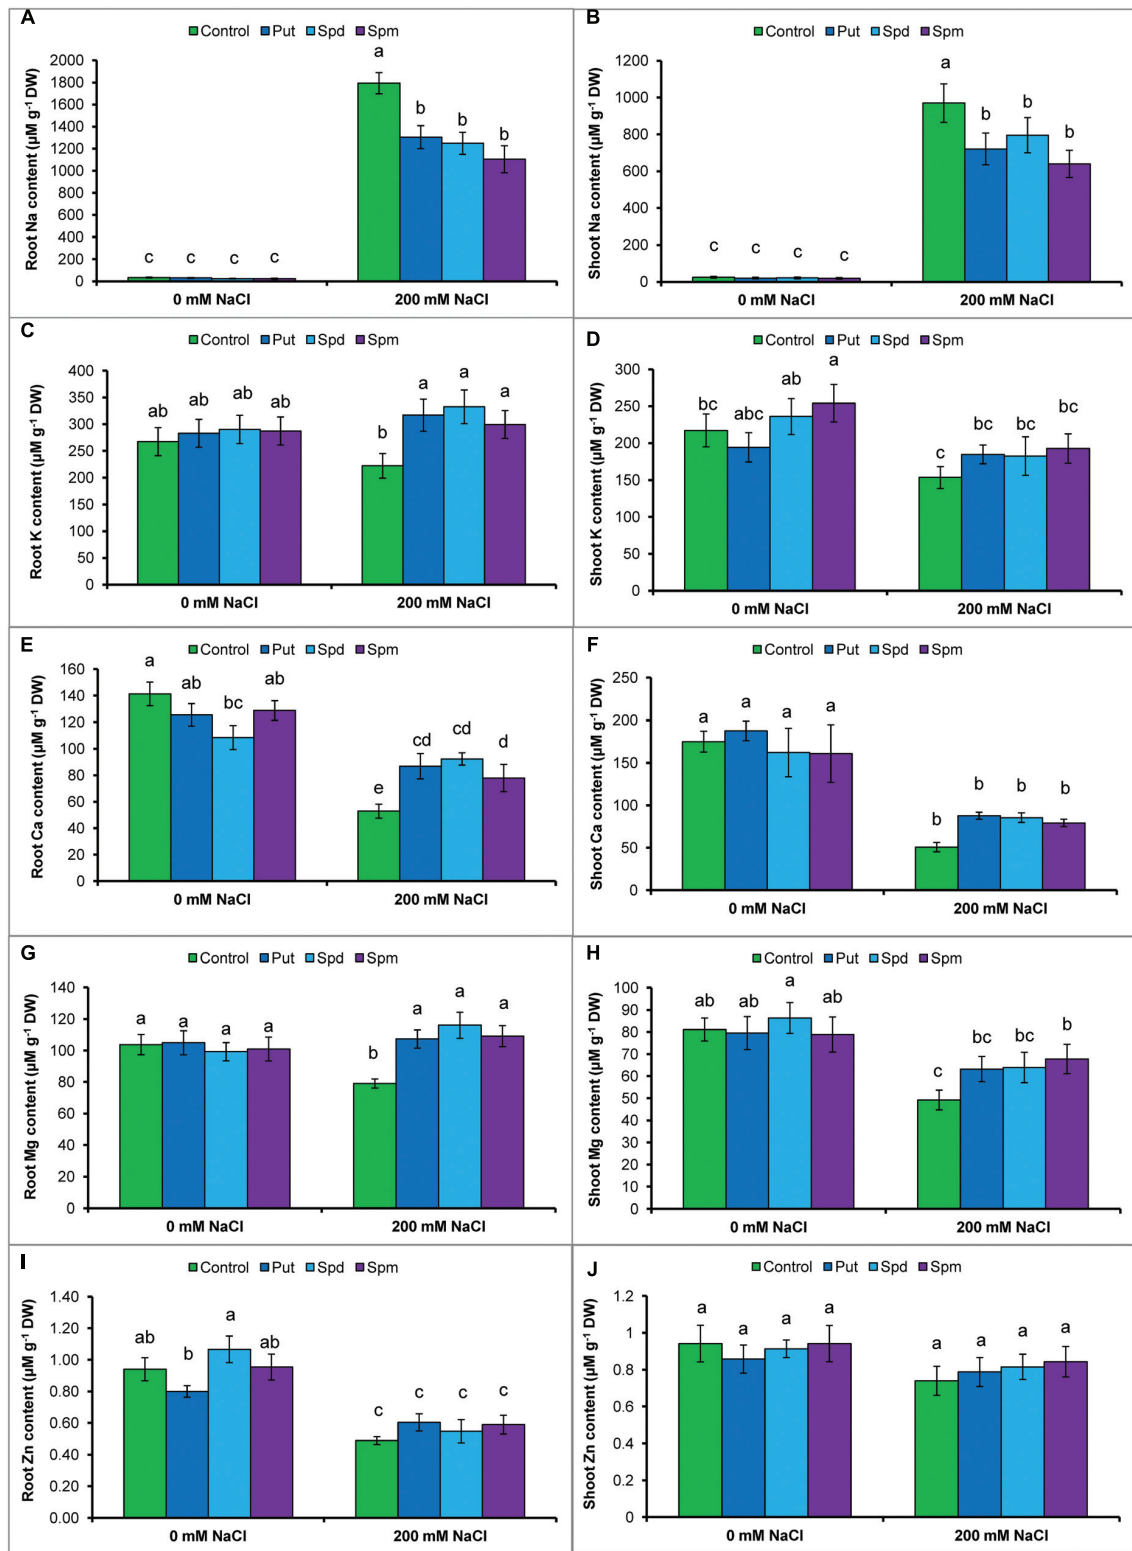 A
Control Put Spd Spm
Root Na content (µM g-1 DW)
2000
1800
1600
1400
1200
1000
800
600
400
200
0
c c c c
a b b b
0 mM NaCl 200 mM NaCl
B
Control Put Spd Spm
Shoot Na content (µM g-1 DW)
1200
1000
800
600
400
200
0
c c c c
a b b b
0 mM NaCl 200 mM NaCl
C
Control Put Spd Spm
Root K content (µM g-1 DW)
400
350
300
250
200
150
100
50
0
ab ab ab ab
b a a a
0 mM NaCl 200 mM NaCl
D
Control Put Spd Spm
Shoot K content (µM g-1 DW)
300
250
200
150
100
50
0
bc abc ab a
c bc bc bc
0 mM NaCl 200 mM NaCl
E
Control Put Spd Spm
Root Ca content (µM g-1 DW)
160
140
120
100
80
60
40
20
0
a ab bc ab
e cd cd d
0 mM NaCl 200 mM NaCl
F
Control Put Spd Spm
Shoot Ca content (µM g-1 DW)
250
200
150
100
50
0
a a a a
b b b b
0 mM NaCl 200 mM NaCl
G
Control Put Spd Spm
Root Mg content (µM g-1 DW)
140
120
100
80
60
40
20
0
a a a a
b a a a
0 mM NaCl 200 mM NaCl
H
Control Put Spd Spm
Shoot Mg content (µM g-1 DW)
100
90
80
70
60
50
40
30
20
10
0
ab ab a ab
c bc bc b
0 mM NaCl 200 mM NaCl
I
Control Put Spd Spm
Root Zn content (µM g-1 DW)
1.40
1.20
1.00
0.80
0.60
0.40
0.20
0.00
ab b a ab
c c c c
0 mM NaCl 200 mM NaCl
J
Control Put Spd Spm
Shoot Zn content (µM g-1 DW)
1.2
1
0.8
0.6
0.4
0.2
0
a a a a
a a a a
0 mM NaCl 200 mM NaCl